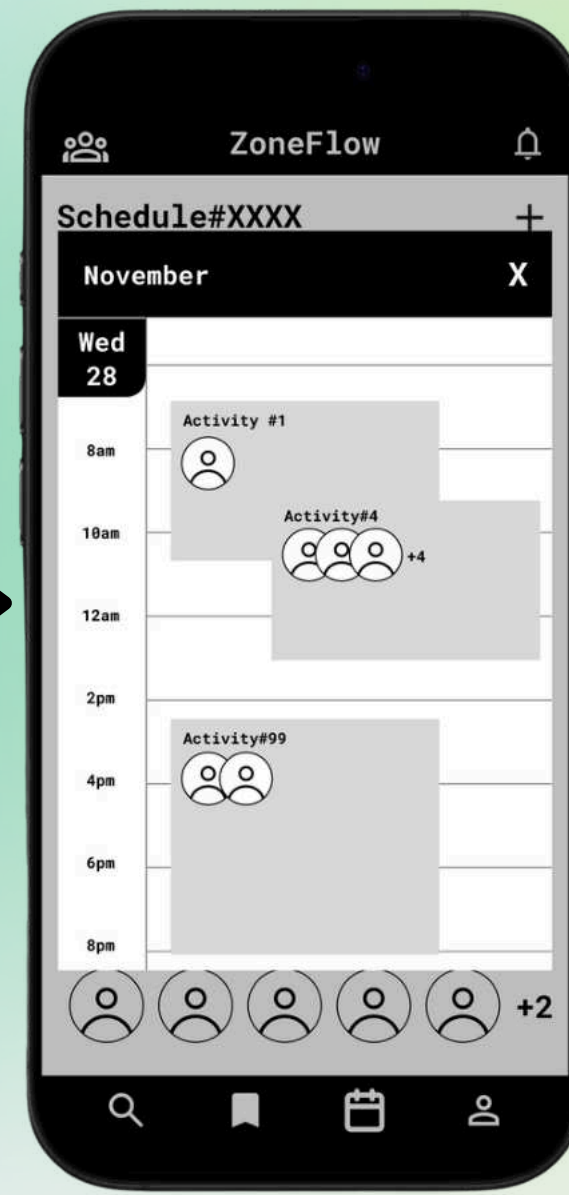 ZoneFlow
Schedule#XXXX +
November X
Wed
28
Activity #1
8am
Activity#4
10am
+4
12am
2pm
Activity#99
4pm
6pm
8pm
+2